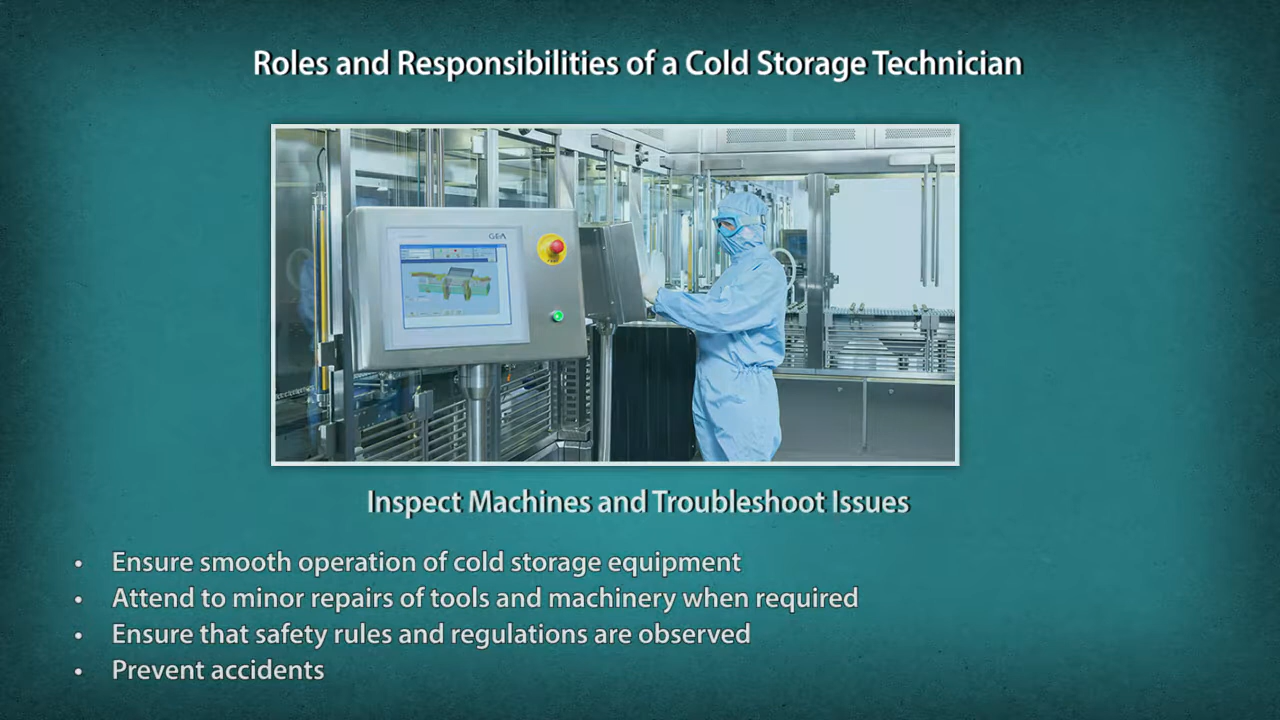 Roles and Responsibilities of a Cold Storage Technician
GEA
Inspect Machines and Troubleshoot Issues
• Ensure smooth operation of cold storage equipment
• Attend to minor repairs of tools and machinery when required
• Ensure that safety rules and regulations are observed
• Prevent accidents